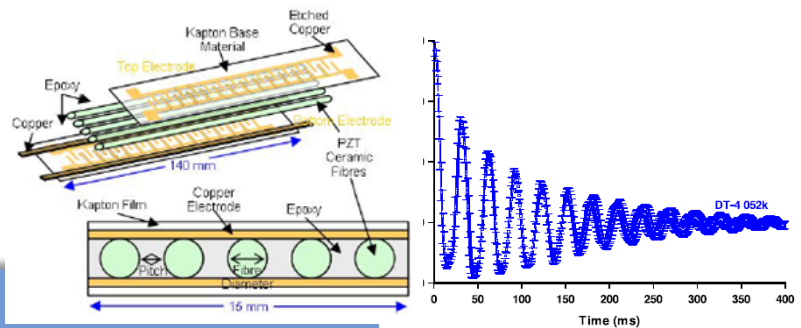 Etched
Copper
Kapton Base
Material
Top Electrode
Epoxy
Copper
Bottom Electrode
140 mm
PZT
Ceramic
Fibres
Kapton Film
Copper
Electrode
Epoxy
Pitch
Fibre
Diameter
15 mm
DT-4 052k
0
50
100
150
200
250
300
350
400
Time (ms)